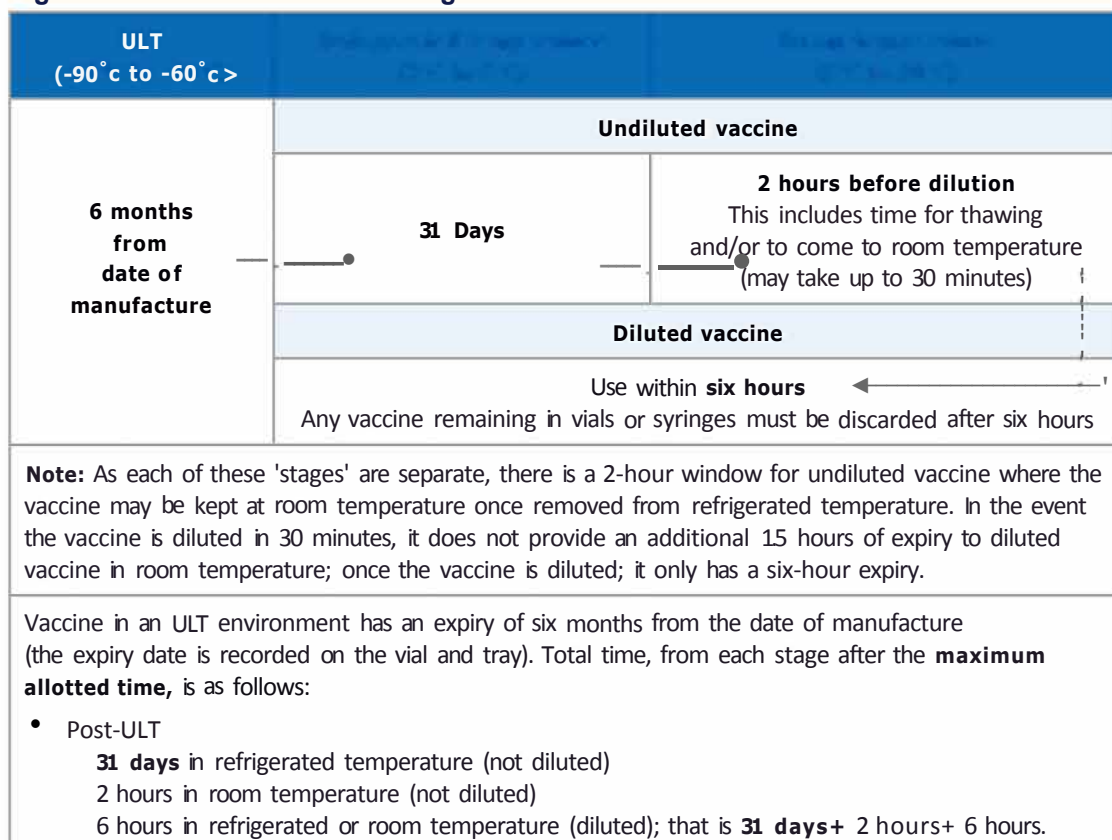 ULT
(-90°c to -60°c>
Undiluted vaccine
6 months
from
date of
manufacture
31 Days
2 hours before dilution
This includes time for thawing
and/or to come to room temperature
(may take up to 30 minutes)
Diluted vaccine
Use within six hours
Any vaccine remaining in vials or syringes must be discarded after six hours
Note: As each of these 'stages' are separate, there is a 2-hour window for undiluted vaccine where the
vaccine may be kept at room temperature once removed from refrigerated temperature. In the event
the vaccine is diluted in 30 minutes, it does not provide an additional 15 hours of expiry to diluted
vaccine in room temperature; once the vaccine is diluted; it only has a six-hour expiry.
Vaccine in an ULT environment has an expiry of six months from the date of manufacture
(the expiry date is recorded on the vial and tray). Total time, from each stage after the maximum
allotted time, is as follows:
• Post-ULT
31 days in refrigerated temperature (not diluted)
2 hours in room temperature (not diluted)
6 hours in refrigerated or room temperature (diluted); that is 31 days+ 2 hours+ 6 hours.